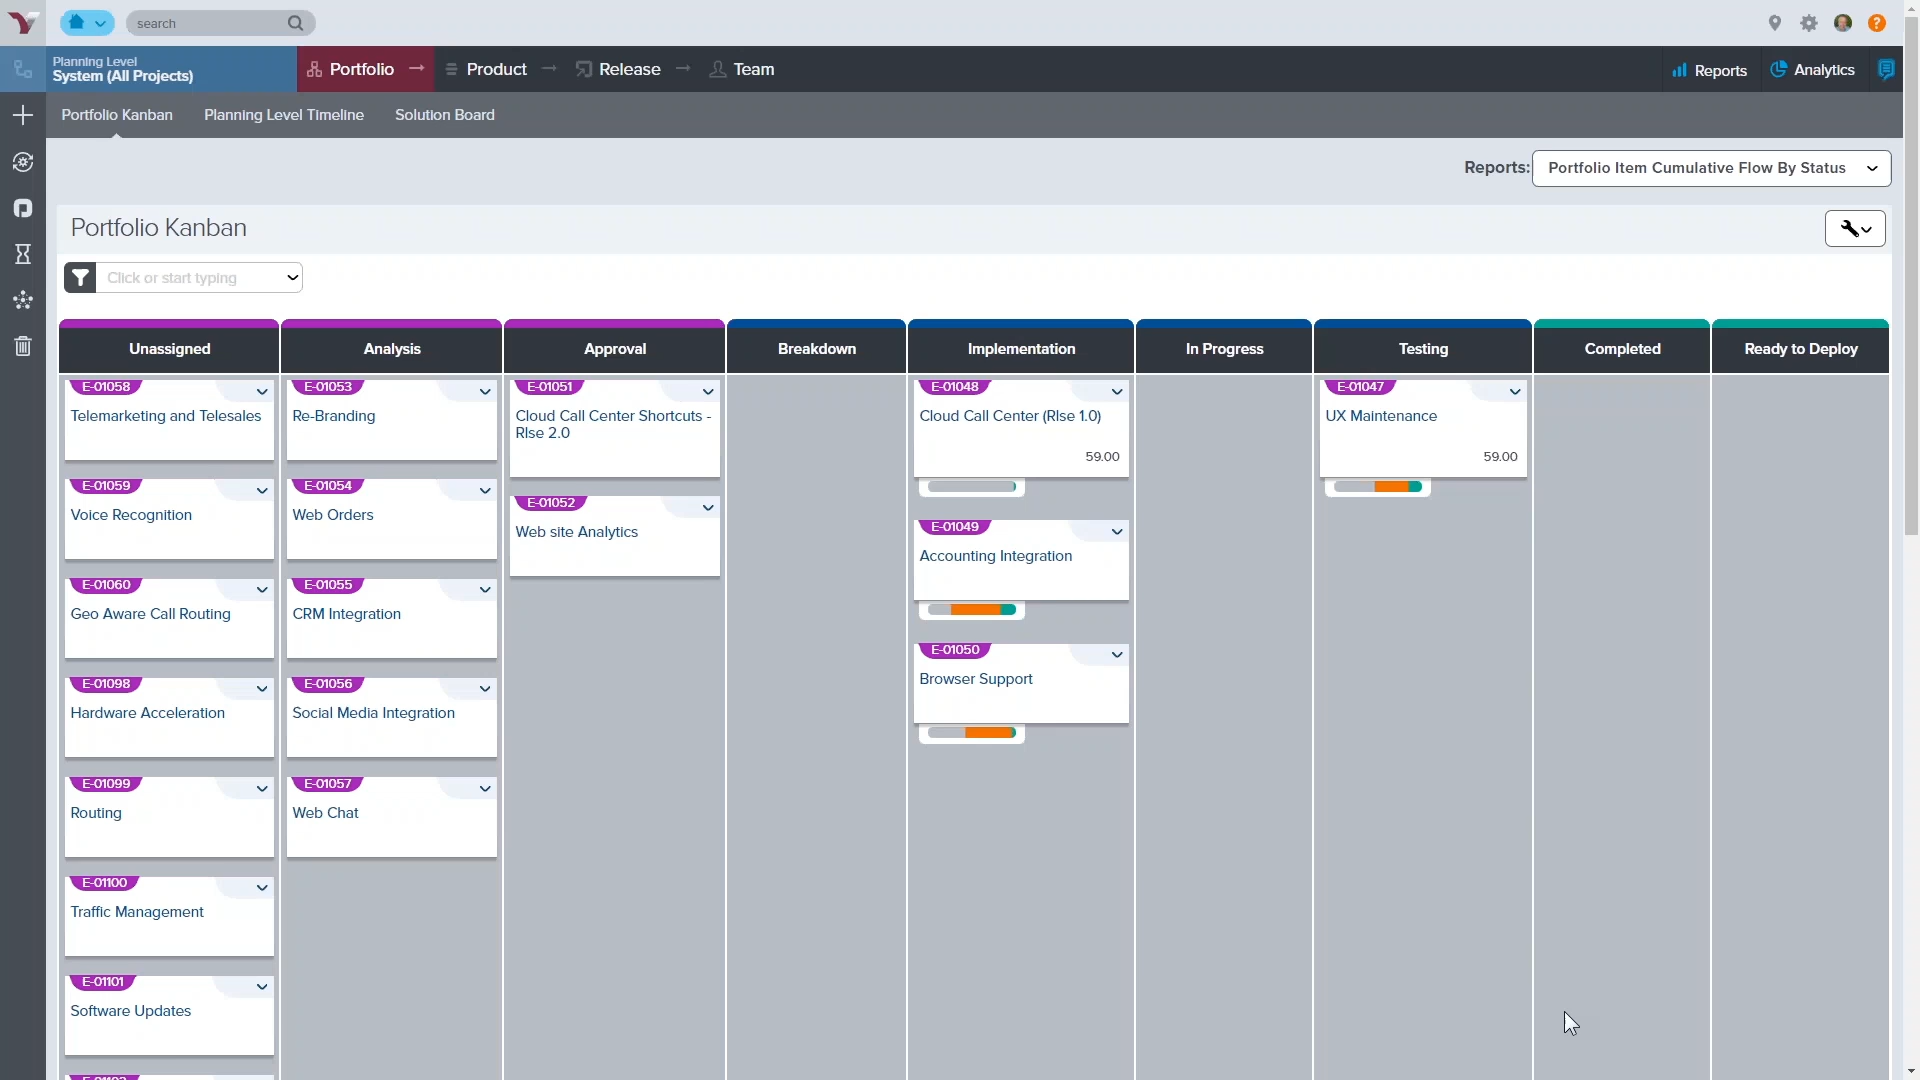 search
Planning Level
System (All Projects)
Portfolio
Product
Release
Team
Reports
Analytics
Portfolio Kanban
Planning Level Timeline
Solution Board
Reports:
Portfolio Item Cumulative Flow By Status
Portfolio Kanban
Click or start typing
Unassigned
Analysis
Approval
Breakdown
Implementation
In Progress
Testing
Completed
Ready to Deploy
E-01058
Telemarketing and Telesales
E-01059
Voice Recognition
E-01060
Geo Aware Call Routing
E-01098
Hardware Acceleration
E-01099
Routing
E-01100
Traffic Management
E-01101
Software Updates
E-01053
Re-Branding
E-01054
Web Orders
E-01055
CRM Integration
E-01056
Social Media Integration
E-01057
Web Chat
E-01051
Cloud Call Center Shortcuts -
Rlse 2.0
E-01052
Web site Analytics
E-01048
Cloud Call Center (Rlse 1.0)
59.00
E-01049
Accounting Integration
E-01050
Browser Support
E-01047
UX Maintenance
59.00